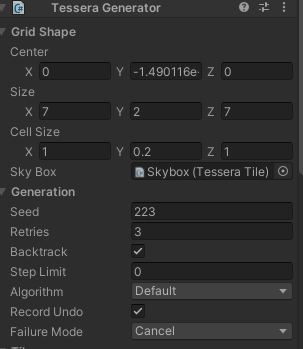 Tessera Generator
Grid Shape
Center
X 0 Y -1.490116e- Z 0
Size
X 7 Y 2 Z 7
Cell Size
X 1 Y 0.2 Z 1
Sky Box Skybox (Tessera Tile)
Generation
Seed 223
Retries 3
Backtrack
Step Limit 0
Algorithm Default
Record Undo
Failure Mode Cancel